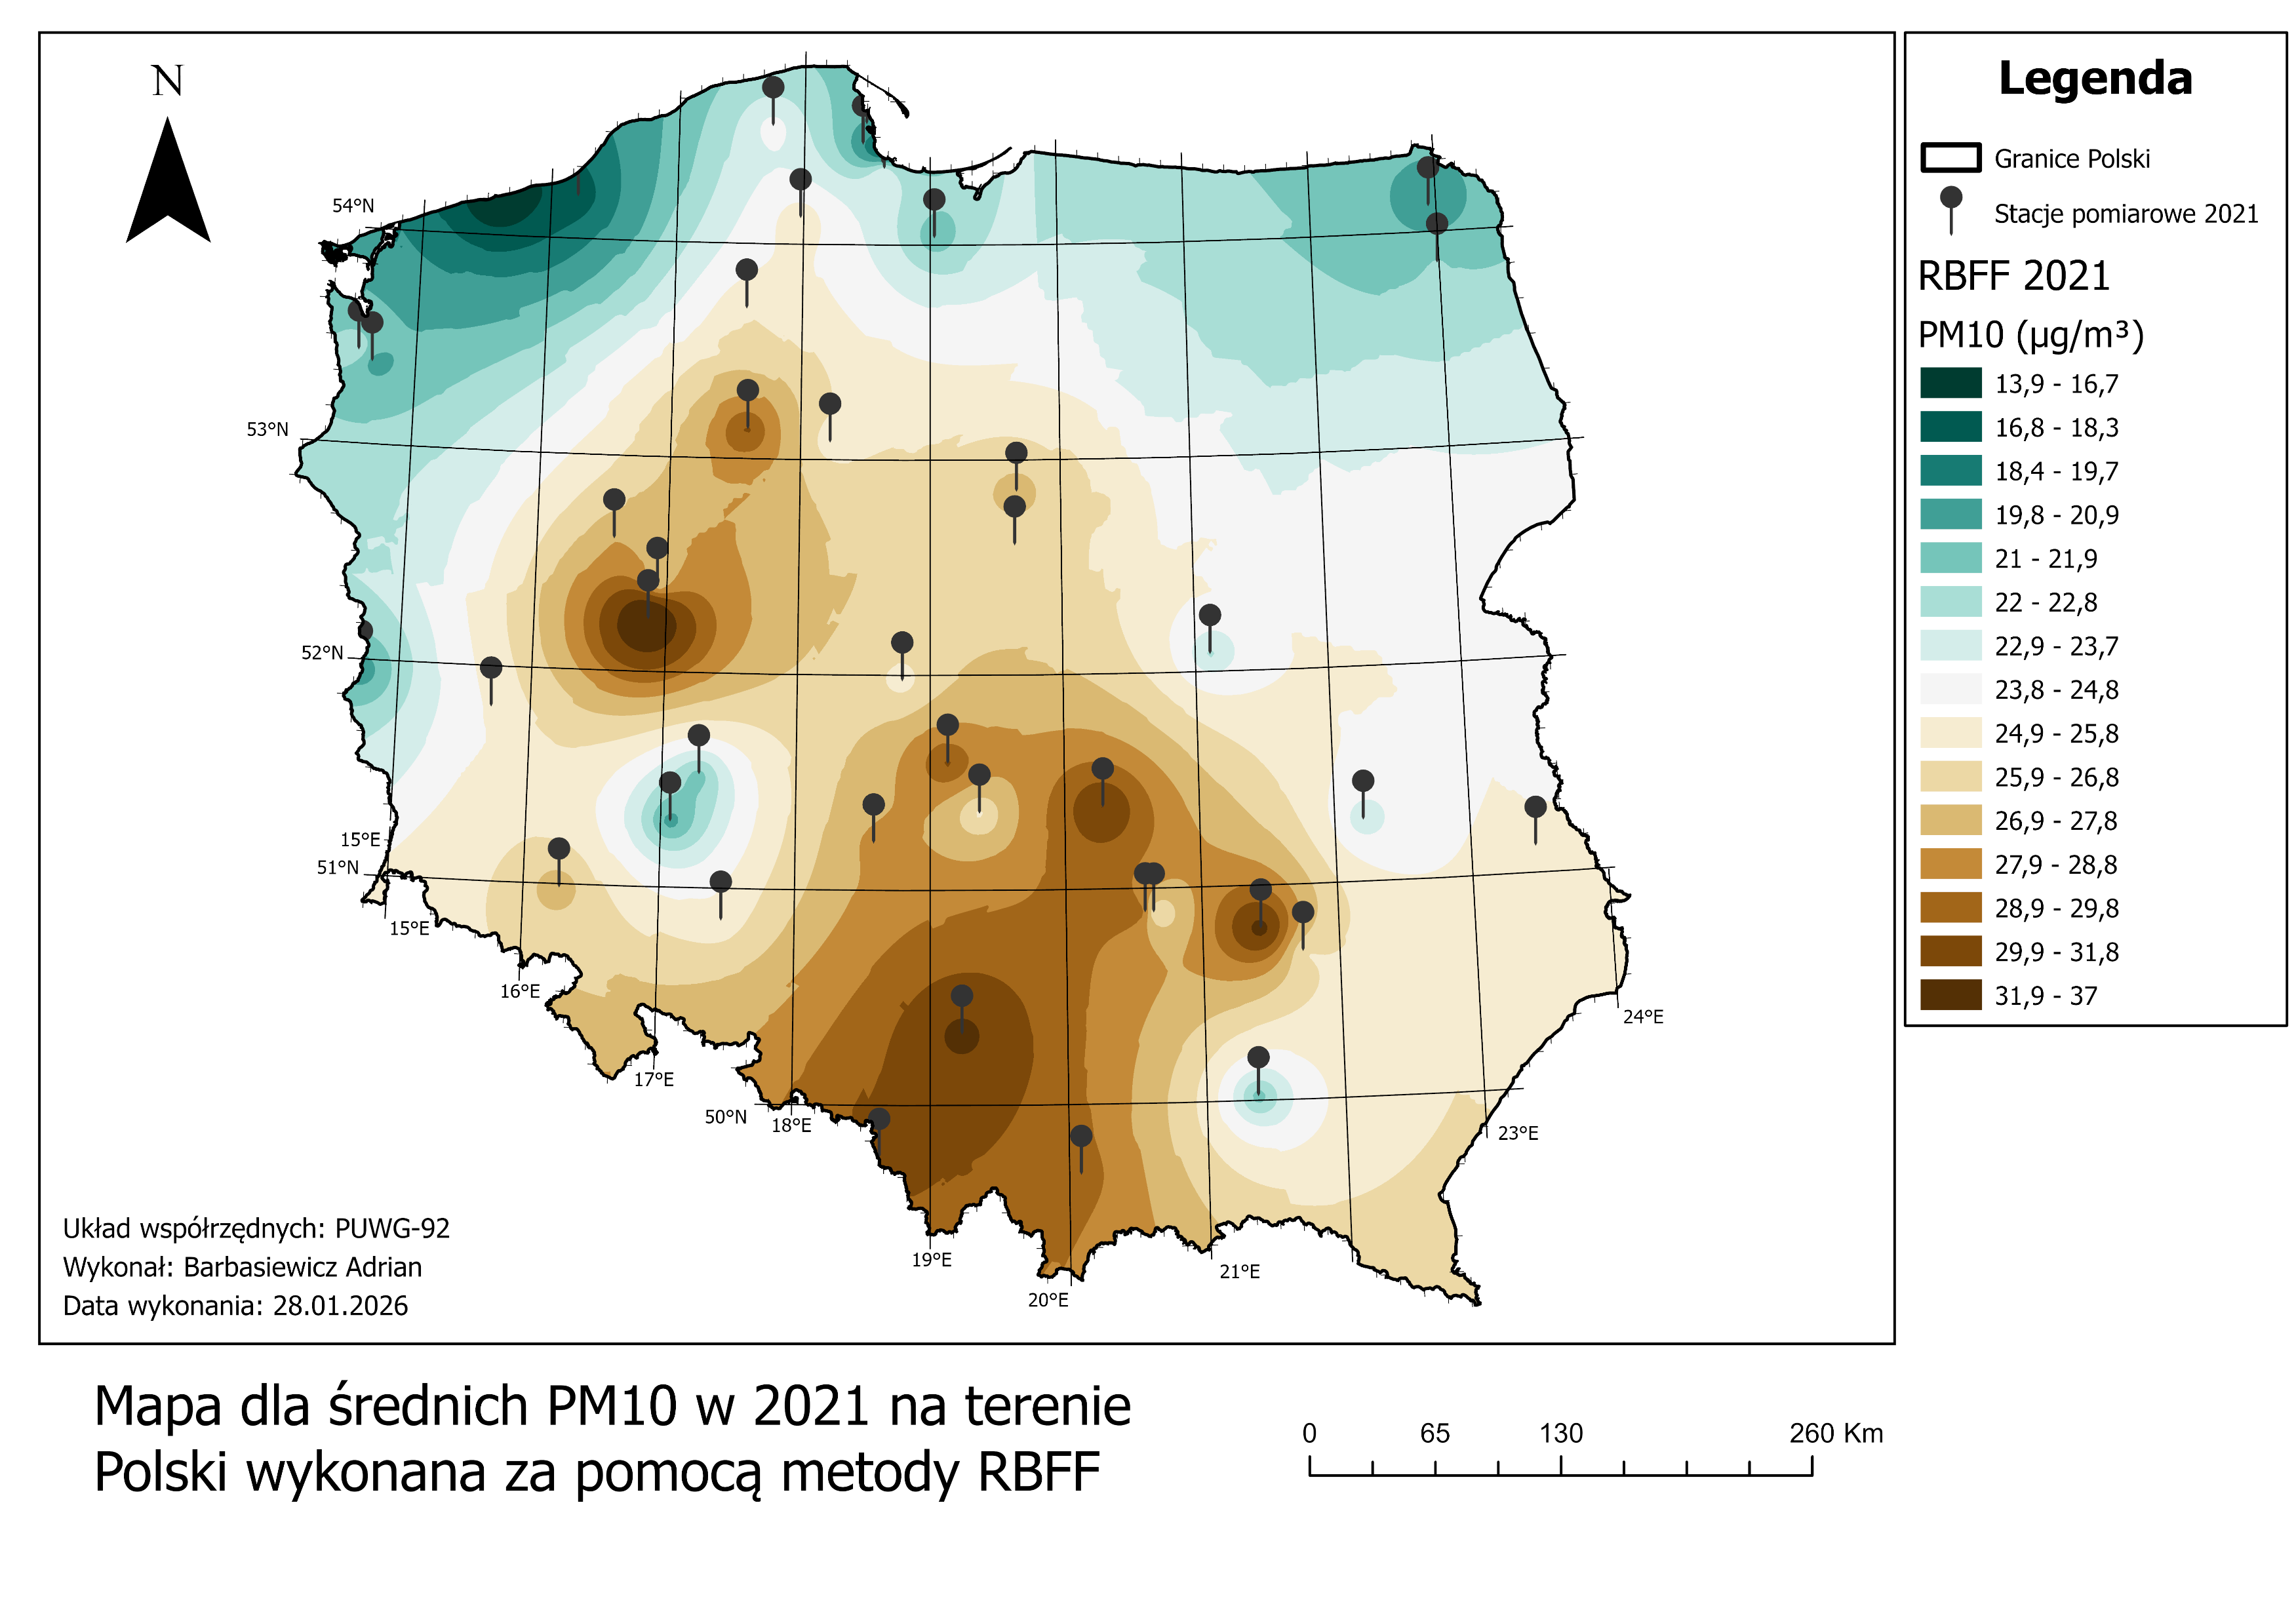 N
54°N
53°N
52°N
15°E
51°N
15°E
16°E
17°E
50°N
18°E
19°E
20°E
21°E
23°E
24°E
Układ współrzędnych: PUWG-92
Wykonał: Barbasiewicz Adrian
Data wykonania: 28.01.2026
Legenda
Granice Polski
Stacje pomiarowe 2021
RBFF 2021
PM10 (µg/m³)
13,9 - 16,7
16,8 - 18,3
18,4 - 19,7
19,8 - 20,9
21 - 21,9
22 - 22,8
22,9 - 23,7
23,8 - 24,8
24,9 - 25,8
25,9 - 26,8
26,9 - 27,8
27,9 - 28,8
28,9 - 29,8
29,9 - 31,8
31,9 - 37
Mapa dla średnich PM10 w 2021 na terenie
Polski wykonana za pomocą metody RBFF
0 65 130 260 Km